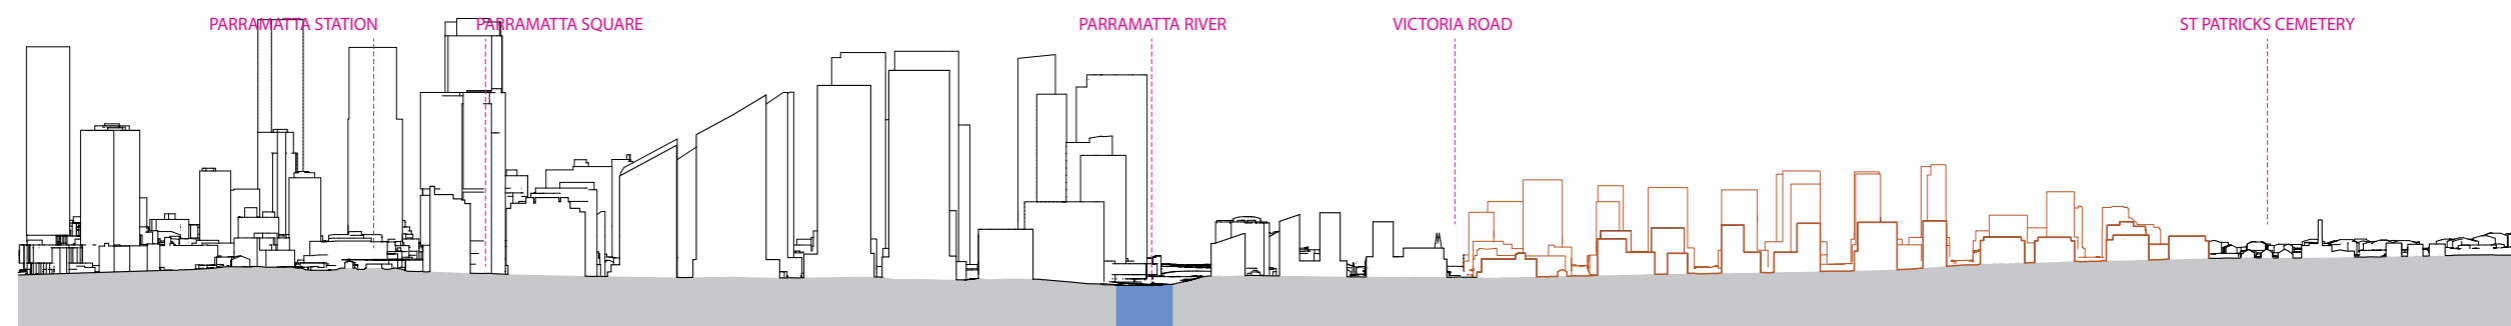 PARRAMATTA STATION
PARRAMATTA SQUARE
PARRAMATTA RIVER
VICTORIA ROAD
ST PATRICKS CEMETERY